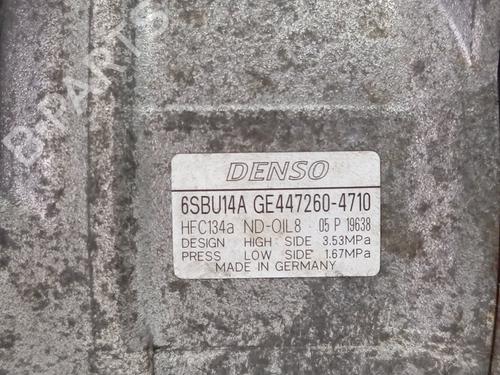 B-PARTS
DENSO
6SBU14A GE447260-4710
HFC134a ND-OIL8 05 P 19638
DESIGN HIGH SIDE 3.53MPa
PRESS LOW SIDE 1.67MPa
MADE IN GERMANY